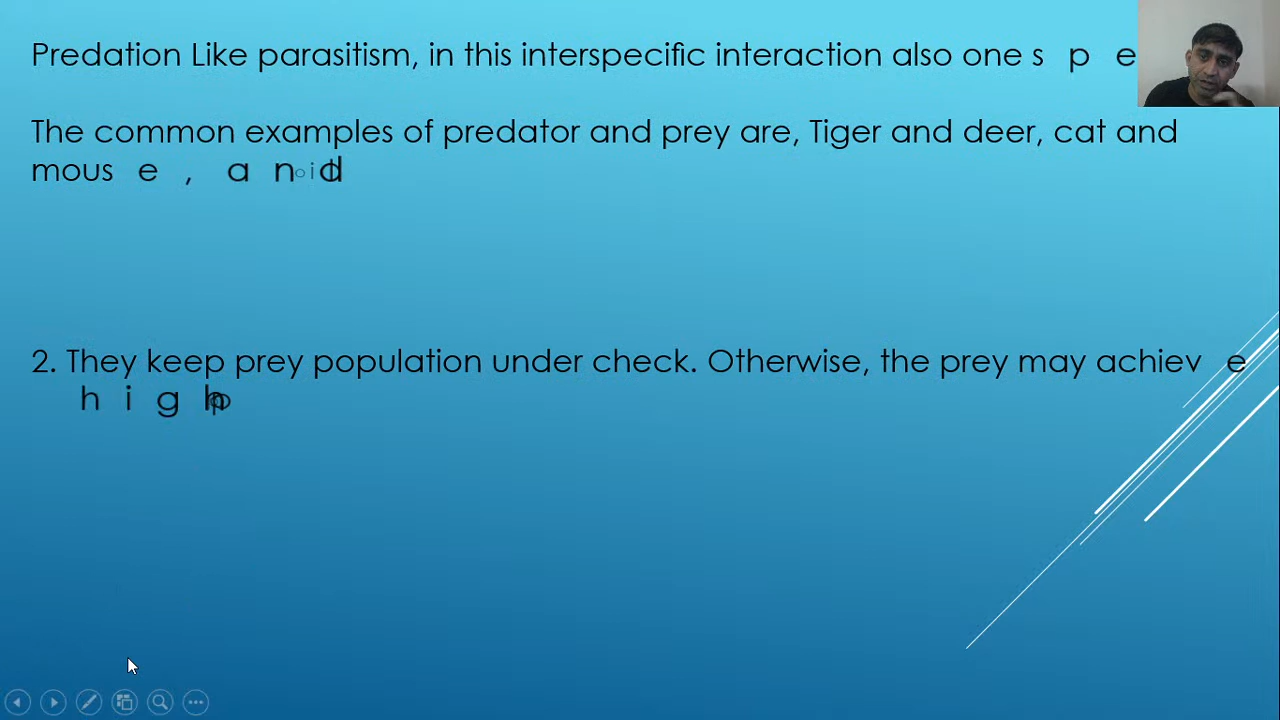 Predation Like parasitism, in this interspecific interaction also one s p e
The common examples of predator and prey are, Tiger and deer, cat and
mous e , a n d
2. They keep prey population under check. Otherwise, the prey may achiev e
h i g h